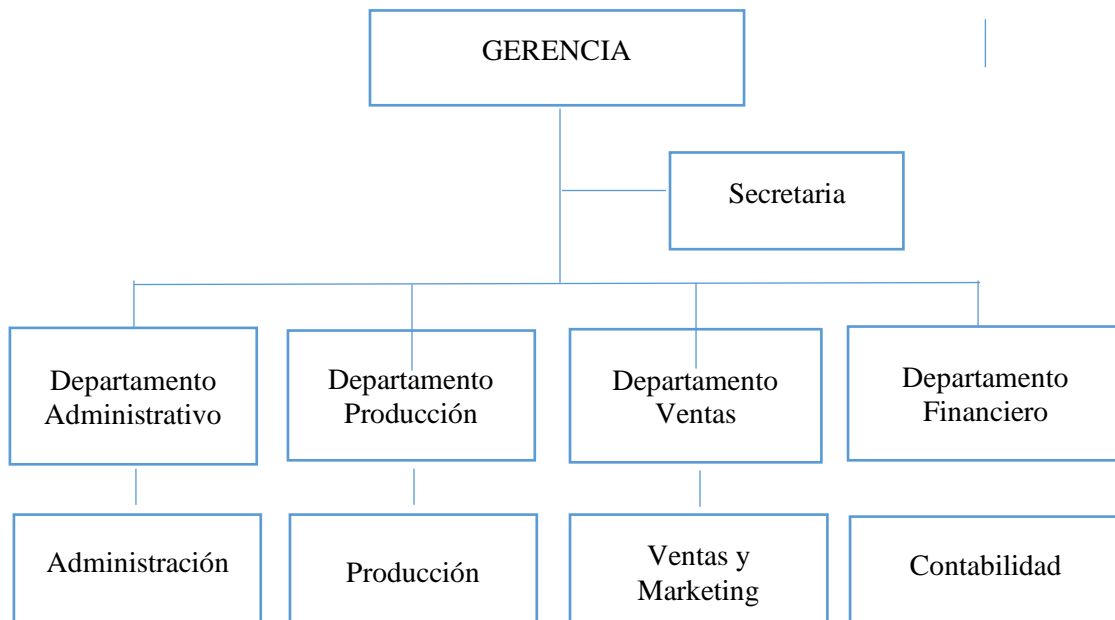 GERENCIA
Secretaria
Departamento
Administrativo
Departamento
Producción
Departamento
Ventas
Departamento
Financiero
Administración
Producción
Ventas y
Marketing
Contabilidad